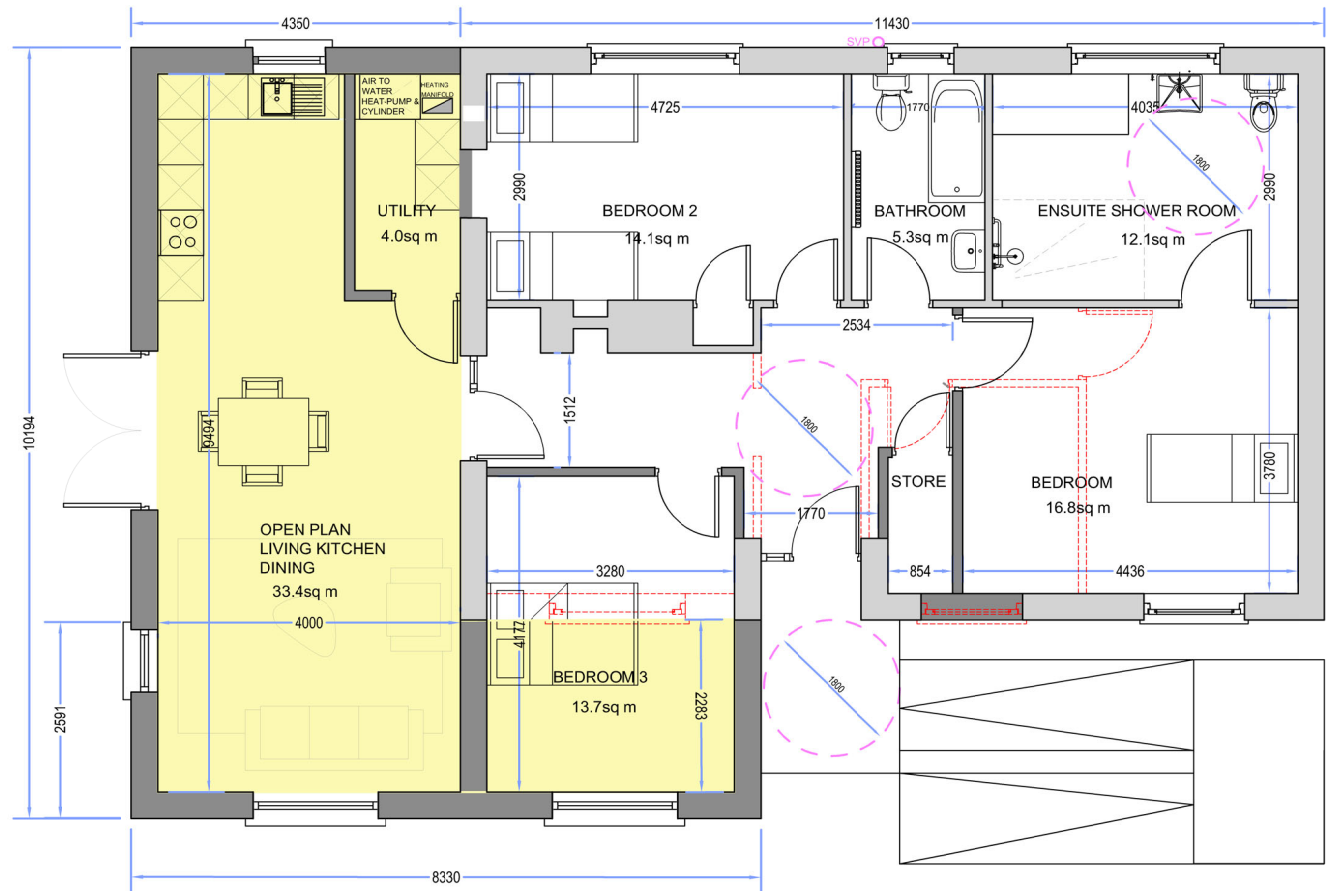 4350
11430
SVP
AIR TO
WATER
HEAT-PUMP &
CYLINDER
HEATING
MANIFOLD
4725
1770
4035
1800
2990
2990
UTILITY
4.0sq m
BEDROOM 2
14.1sq m
BATHROOM
5.3sq m
ENSUITE SHOWER ROOM
12.1sq m
2534
10194
9494
1512
1800
STORE
BEDROOM
16.8sq m
3780
1770
OPEN PLAN
LIVING KITCHEN
DINING
33.4sq m
3280
854
4436
4000
4177
2591
BEDROOM 3
13.7sq m
2283
1800
8330